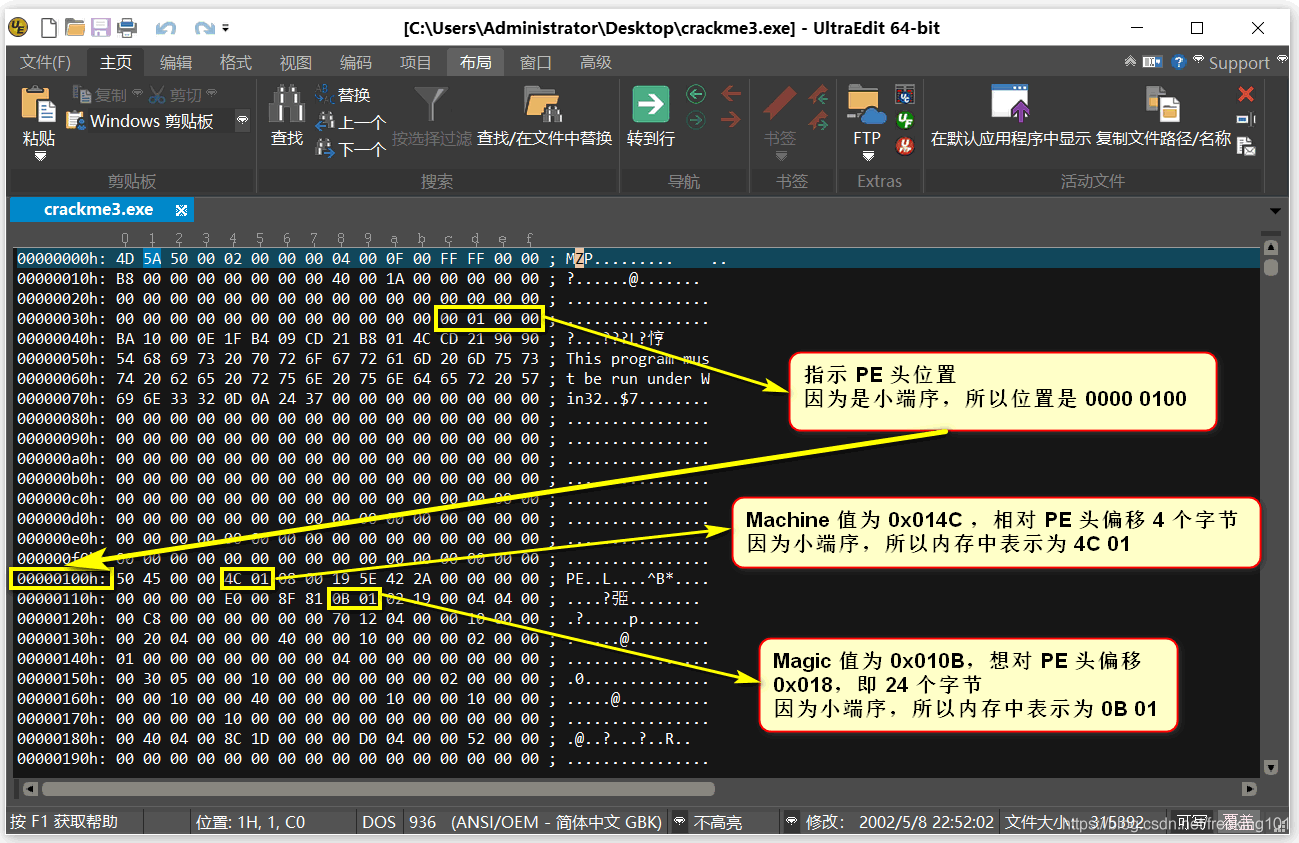 [C:\Users\Administrator\Desktop\crackme3.exe] - UltraEdit 64-bit
文件(F) 主页 编辑 格式 视图 编码 项目 布局 窗口 高级 Support
复制 剪切 替换
Windows 剪贴板 上一个
粘贴 查找 下一个 按选择过滤 查找/在文件中替换 转到行 书签 FTP 在默认应用程序中显示 复制文件路径/名称
剪贴板 搜索 导航 书签 Extras 活动文件
crackme3.exe
0 1 2 3 4 5 6 7 8 9 a b c d e f
00000000h: 4D 5A 50 00 02 00 00 00 04 00 0F 00 FF FF 00 00 ; MZP......... ..
00000010h: B8 00 00 00 00 00 00 00 40 00 1A 00 00 00 00 00 ; ?......@.......
00000020h: 00 00 00 00 00 00 00 00 00 00 00 00 00 00 00 00 ; ................
00000030h: 00 00 00 00 00 00 00 00 00 00 00 00 00 01 00 00 ; ................
00000040h: BA 10 00 0E 1F B4 09 CD 21 B8 01 4C CD 21 90 90 ; ?...???L?悙
00000050h: 54 68 69 73 20 70 72 6F 67 72 61 6D 20 6D 75 73 ; This program mus
00000060h: 74 20 62 65 20 72 75 6E 20 75 6E 64 65 72 20 57 ; t be run under W
00000070h: 69 6E 33 32 0D 0A 24 37 00 00 00 00 00 00 00 00 ; in32..$7........
00000080h: 00 00 00 00 00 00 00 00 00 00 00 00 00 00 00 00 ; ................
00000090h: 00 00 00 00 00 00 00 00 00 00 00 00 00 00 00 00 ; ................
000000a0h: 00 00 00 00 00 00 00 00 00 00 00 00 00 00 00 00 ; ................
000000b0h: 00 00 00 00 00 00 00 00 00 00 00 00 00 00 00 00 ; ................
000000c0h: 00 00 00 00 00 00 00 00 00 00 00 00 00 00 00 00 ; ................
000000d0h: 00 00 00 00 00 00 00 00 00 00 00 00 00 00 00 00 ; ................
000000e0h: 00 00 00 00 00 00 00 00 00 00 00 00 00 00 00 00 ; ................
000000f0h: 00 00 00 00 00 00 00 00 00 00 00 00 00 00 00 00 ; ................
00000100h: 50 45 00 00 4C 01 08 00 19 5E 42 2A 00 00 00 00 ; PE..L....^B*....
00000110h: 00 00 00 00 E0 00 8F 81 0B 01 02 19 00 04 04 00 ; ....?弬........
00000120h: 00 C8 00 00 00 00 00 00 70 12 04 00 00 10 00 00 ; .?.....p.......
00000130h: 00 20 04 00 00 00 40 00 00 10 00 00 00 02 00 00 ; . ....@.........
00000140h: 01 00 00 00 00 00 00 00 04 00 00 00 00 00 00 00 ; ................
00000150h: 00 30 05 00 00 10 00 00 00 00 00 00 02 00 00 00 ; .0..............
00000160h: 00 00 10 00 00 40 00 00 00 00 10 00 00 10 00 00 ; .....@..........
00000170h: 00 00 00 00 10 00 00 00 00 00 00 00 00 00 00 00 ; ................
00000180h: 00 40 04 00 8C 1D 00 00 00 D0 04 00 00 52 00 00 ; .@..?...?..R..
00000190h: 00 00 00 00 00 00 00 00 00 00 00 00 00 00 00 00 ; ................
指示 PE 头位置
因为是小端序，所以位置是 0000 0100
Machine 值为 0x014C ，相对 PE 头偏移 4 个字节
因为小端序，所以内存中表示为 4C 01
Magic 值为 0x010B，想对 PE 头偏移
0x018，即 24 个字节
因为小端序，所以内存中表示为 0B 01
按 F1 获取帮助 位置: 1H, 1, C0 DOS 936 (ANSI/OEM - 简体中文 GBK) 不高亮 修改: 2002/5/8 22:52:02 文件大小: 315392 可写 覆盖